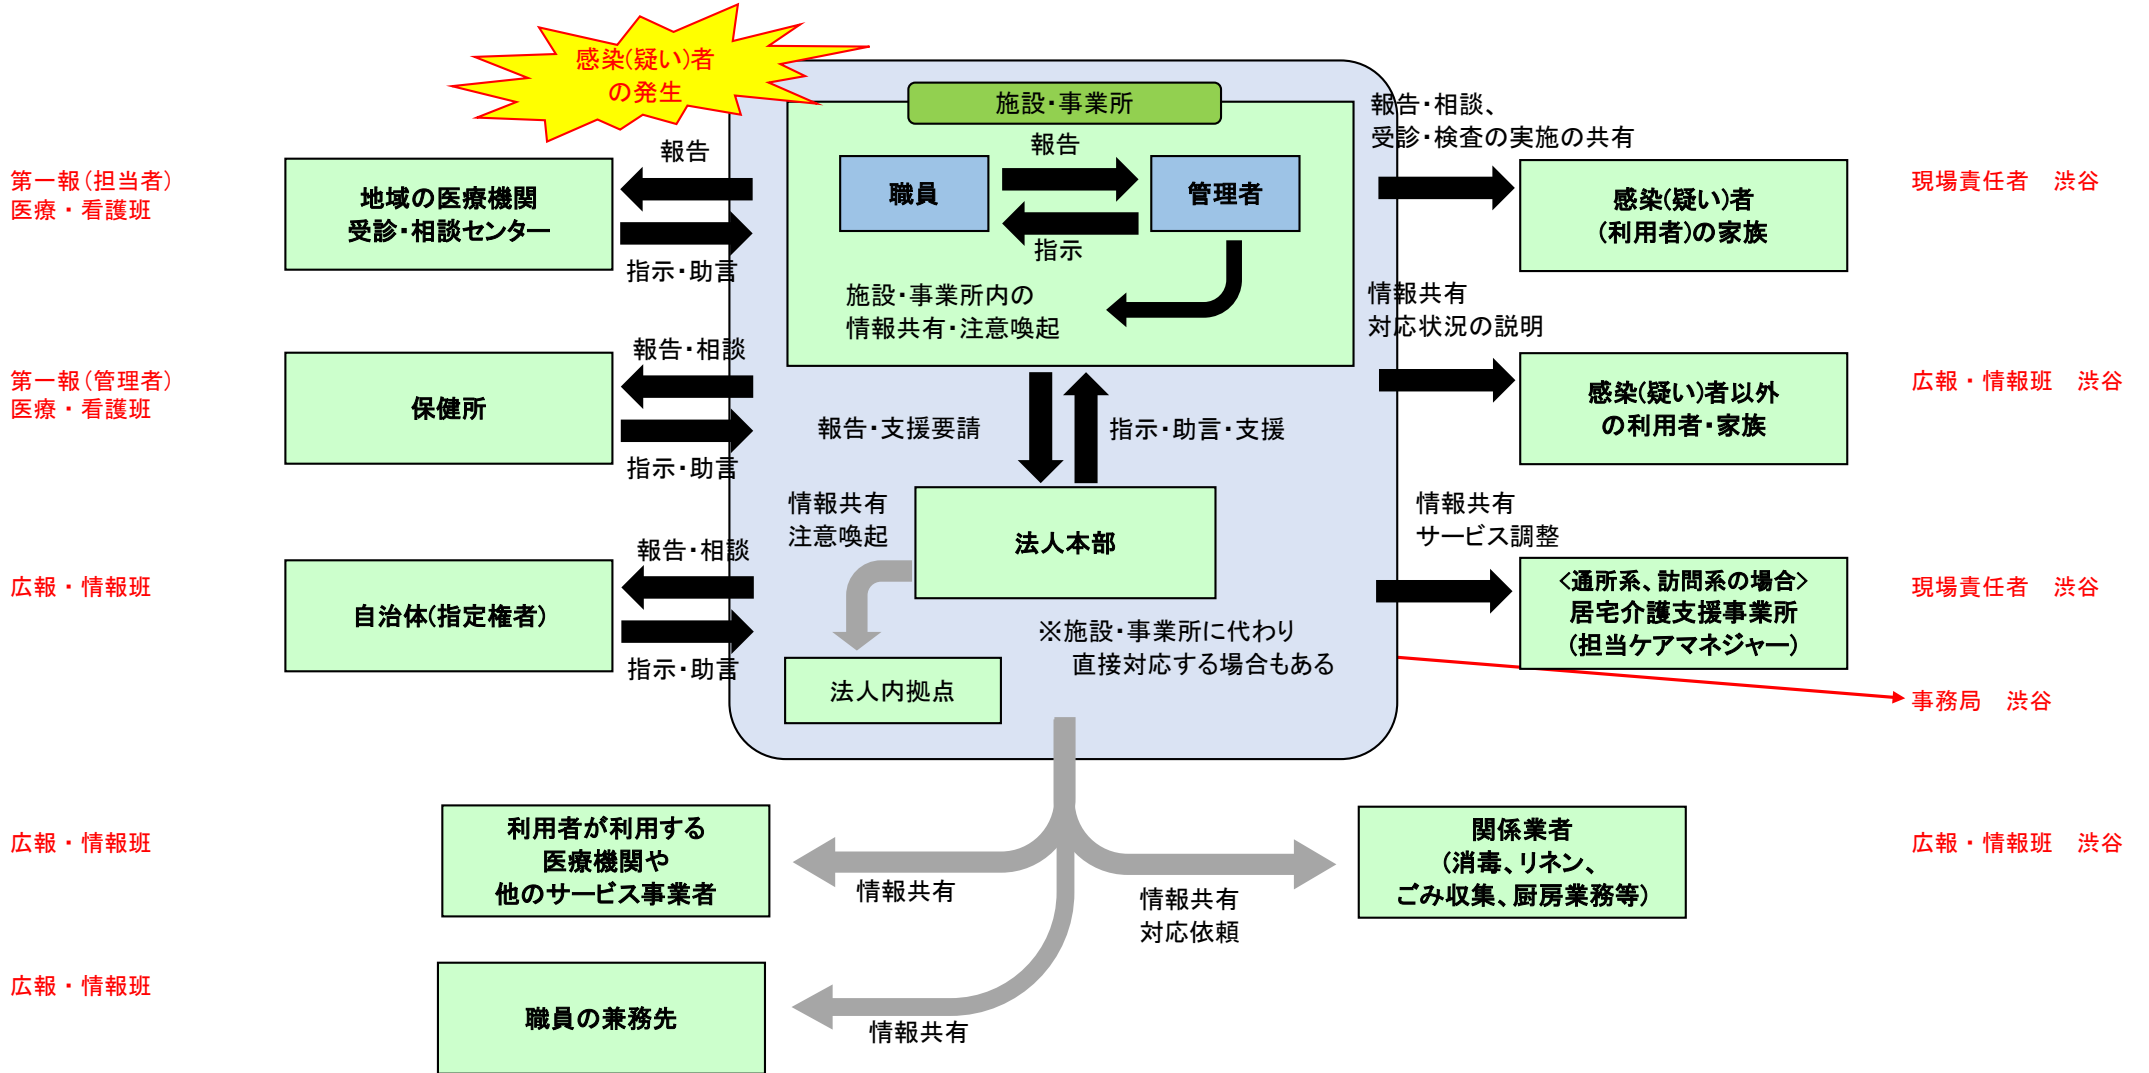 感染(疑い)者
の発生
施設・事業所
報告
職員
管理者
指示
施設・事業所内の
情報共有・注意喚起
第一報（担当者）
医療・看護班
地域の医療機関
受診・相談センター
報告
指示・助言
報告・相談、
受診・検査の実施の共有
感染(疑い)者
(利用者)の家族
現場責任者　渋谷
第一報（管理者）
医療・看護班
保健所
報告・相談
指示・助言
情報共有
対応状況の説明
感染(疑い)者以外
の利用者・家族
広報・情報班　渋谷
報告・支援要請
指示・助言・支援
情報共有
注意喚起
法人本部
広報・情報班
自治体(指定権者)
報告・相談
指示・助言
情報共有
サービス調整
<通所系、訪問系の場合>
居宅介護支援事業所
(担当ケアマネジャー)
現場責任者　渋谷
※施設・事業所に代わり
直接対応する場合もある
法人内拠点
事務局　渋谷
広報・情報班
利用者が利用する
医療機関や
他のサービス事業者
情報共有
情報共有
対応依頼
関係業者
(消毒、リネン、
ごみ収集、厨房業務等)
広報・情報班　渋谷
広報・情報班
職員の兼務先
情報共有